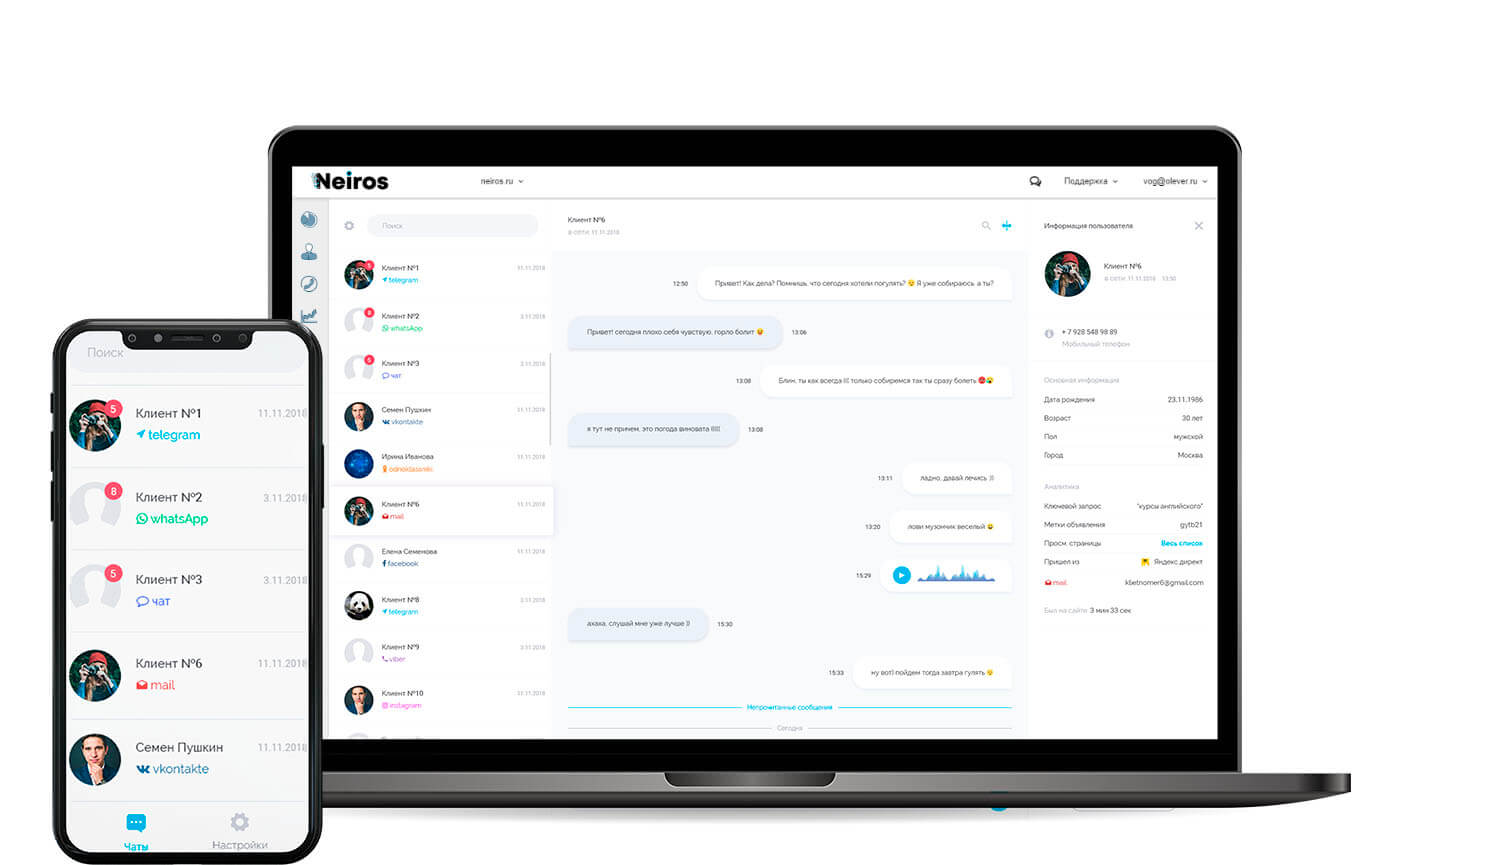 Neiros
neiros.ru
Поддержка
vog@olever.ru
Поиск
Клиент №1
11.11.2018
5
telegram
Клиент №2
3.11.2018
8
whatsApp
Клиент №3
3.11.2018
5
чат
Семен Пушкин
11.11.2018
vkontakte
Ирина Иванова
11.11.2018
odnoklassniki
Клиент №6
11.11.2018
mail
Елена Семенова
11.11.2018
facebook
Клиент №8
3.11.2018
telegram
Клиент №9
3.11.2018
viber
Клиент №10
11.11.2018
instagram
Клиент №6
в сети: 11.11.2018
12:50
Привет! Как дела? Помнишь, что сегодня хотели погулять? 😉 Я уже собираюсь а ты?
Привет! сегодня плохо себя чувствую, горло болит
13:06
13:08
Блин, ты как всегда ((( только собиремся так ты сразу болеть
я тут не причем, это погода виновата (((((
13:08
13:11
ладно, давай лечись ))
13:20
лови музончик веселый
15:29
ахаха, слушай мне уже лучше ))
15:30
15:33
ну вот) пойдем тогда завтра гулять
Непрочитанные сообщения
Сегодня
Информация пользователя
Клиент №6
в сети: 11.11.2018 13:50
+ 7 928 548 98 89
Мобильный телефон
Основная информация
Дата рождения 23.11.1986
Возраст 30 лет
Пол мужской
Город Москва
Аналитика
Ключевой запрос "курсы английского"
Метки объявления gytb21
Просм. страницы Весь список
Пришел из Яндекс директ
mail klietnomer6@gmail.com
Был на сайте 3 мин 33 сек
Поиск
Клиент №1
11.11.2018
5
telegram
Клиент №2
3.11.2018
8
whatsApp
Клиент №3
3.11.2018
5
чат
Клиент №6
11.11.2018
mail
Семен Пушкин
11.11.2018
vkontakte
Чаты
Настройки